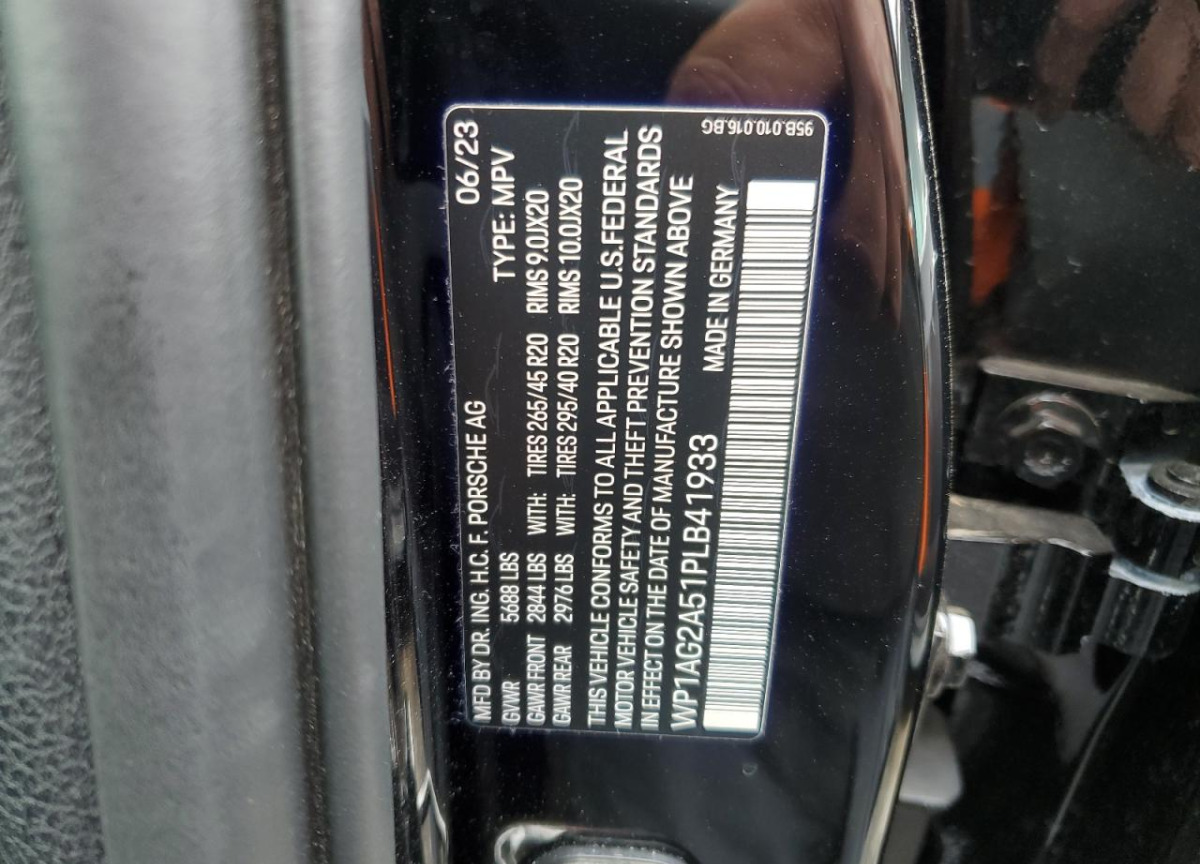 MFD BY DR. ING. H.C. F. PORSCHE AG 06/23
GVWR 5688 LBS TYPE: MPV
GAWR FRONT 2844 LBS WITH: TIRES 265/45 R20 RIMS 9.0JX20
GAWR REAR 2976 LBS WITH: TIRES 295/40 R20 RIMS 10.0JX20
THIS VEHICLE CONFORMS TO ALL APPLICABLE U.S.FEDERAL
MOTOR VEHICLE SAFETY AND THEFT PREVENTION STANDARDS
IN EFFECT ON THE DATE OF MANUFACTURE SHOWN ABOVE
WP1AG2A51PLB41933 MADE IN GERMANY
95B.010.016.BG